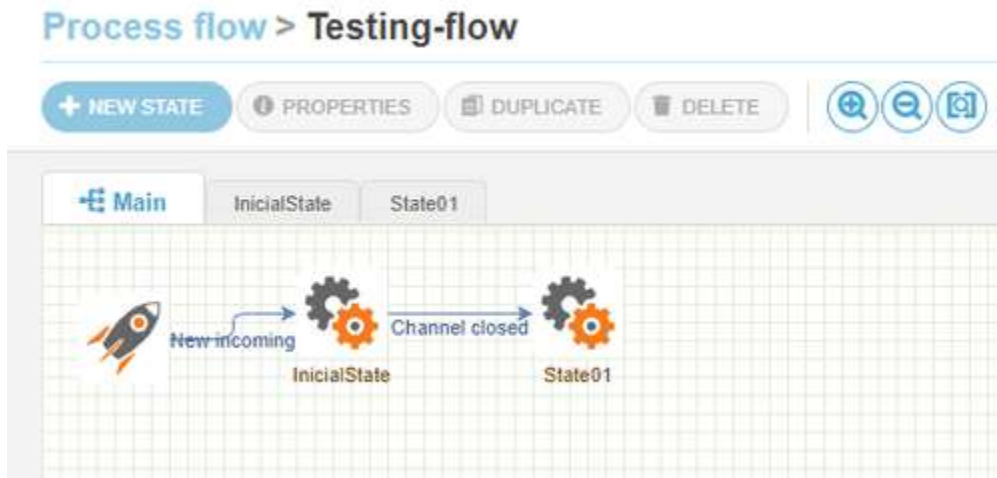 Process flow > Testing-flow
+ NEW STATE PROPERTIES DUPLICATE DELETE
Main InicialState State01
New incoming Channel closed
InicialState State01